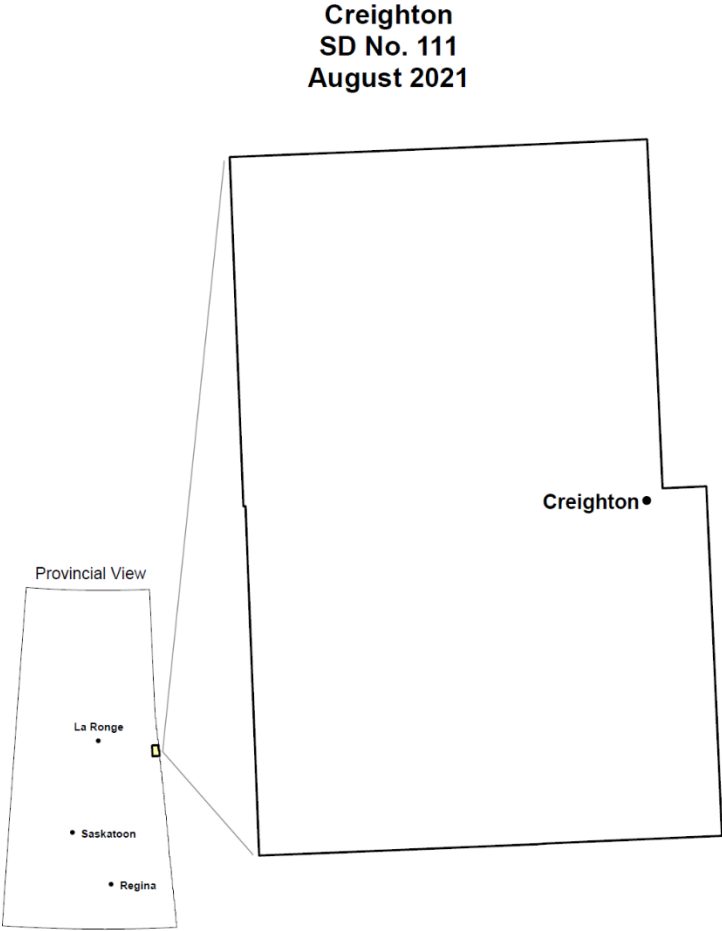 Creighton
SD No. 111
August 2021
Creighton
Provincial View
La Ronge
Saskatoon
Regina